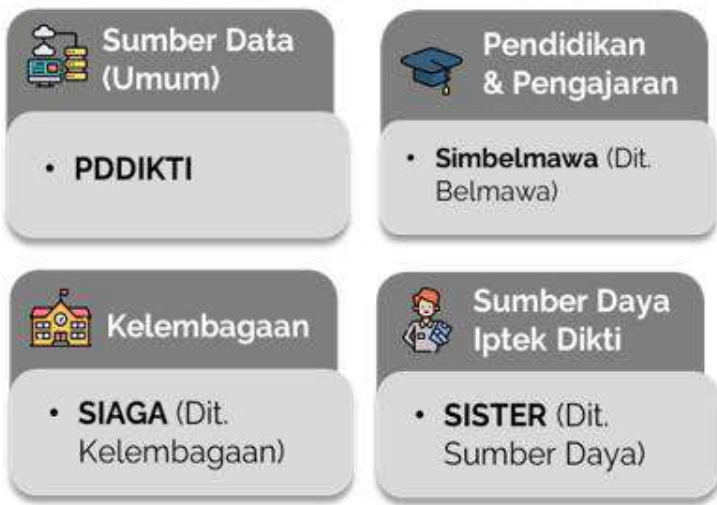 Sumber Data
(Umum)
• PDDIKTI
Pendidikan
& Pengajaran
• Simbelmawa (Dit.
Belmawa)
Kelembagaan
• SIAGA (Dit.
Kelembagaan)
Sumber Daya
Iptek Dikti
• SISTER (Dit.
Sumber Daya)